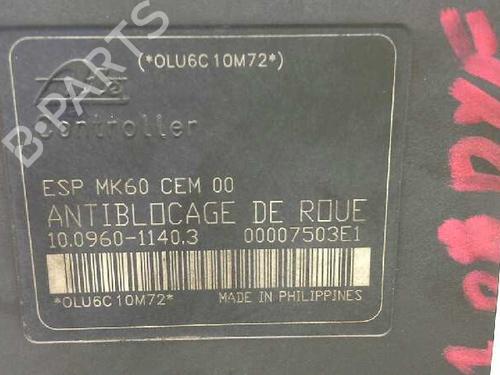 (*OLU6C10M72*)
Controller
ESP MK60 CEM 00
ANTIBLOCAGE DE ROUE
10.0960-1140.3 00007503E1
*OLU6C10M72* MADE IN PHILIPPINES
B-PARTS